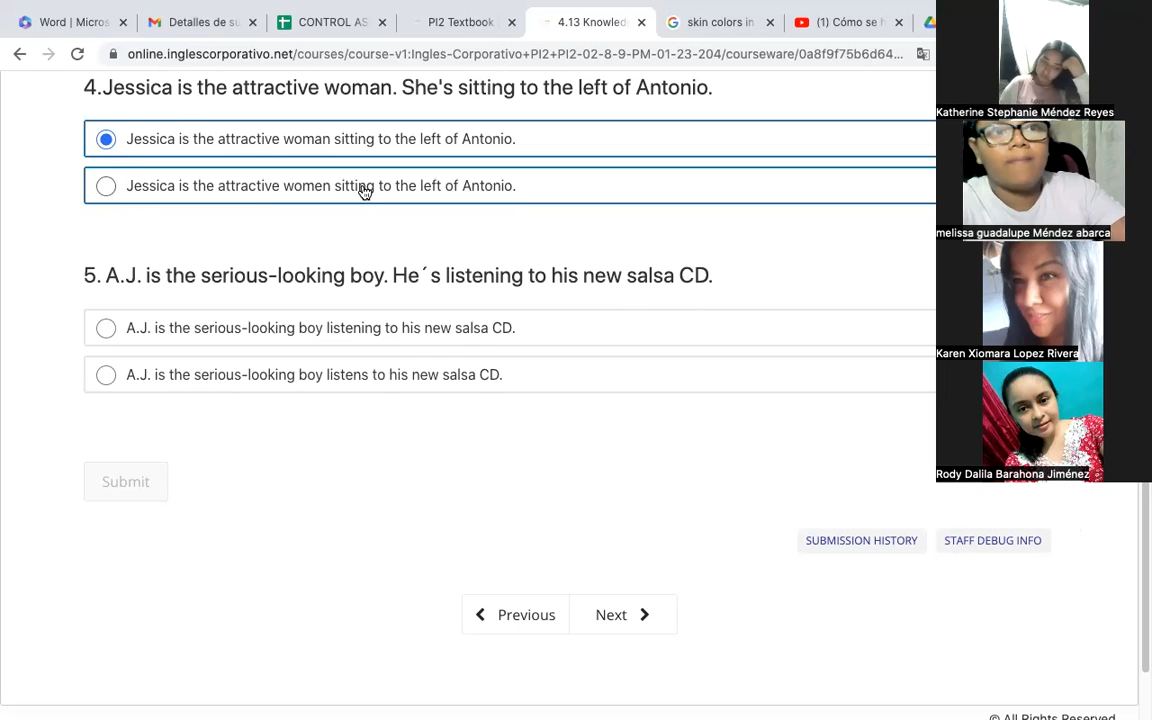 Word | Micros
Detalles de su
CONTROL AS
PI2 Textbook
4.13 Knowled
skin colors in
(1) Cómo se h
online.inglescorporativo.net/courses/course-v1:Ingles-Corporativo+PI2+PI2-02-8-9-PM-01-23-204/courseware/0a8f9f75b6d64...
4.Jessica is the attractive woman. She's sitting to the left of Antonio.
Jessica is the attractive woman sitting to the left of Antonio.
Jessica is the attractive women sitting to the left of Antonio.
5. A.J. is the serious-looking boy. He´s listening to his new salsa CD.
A.J. is the serious-looking boy listening to his new salsa CD.
A.J. is the serious-looking boy listens to his new salsa CD.
Submit
SUBMISSION HISTORY
STAFF DEBUG INFO
Previous
Next
© All Rights Reserved
Katherine Stephanie Méndez Reyes
melissa guadalupe Méndez abarca
Karen Xiomara Lopez Rivera
Rody Dalila Barahona Jiménez